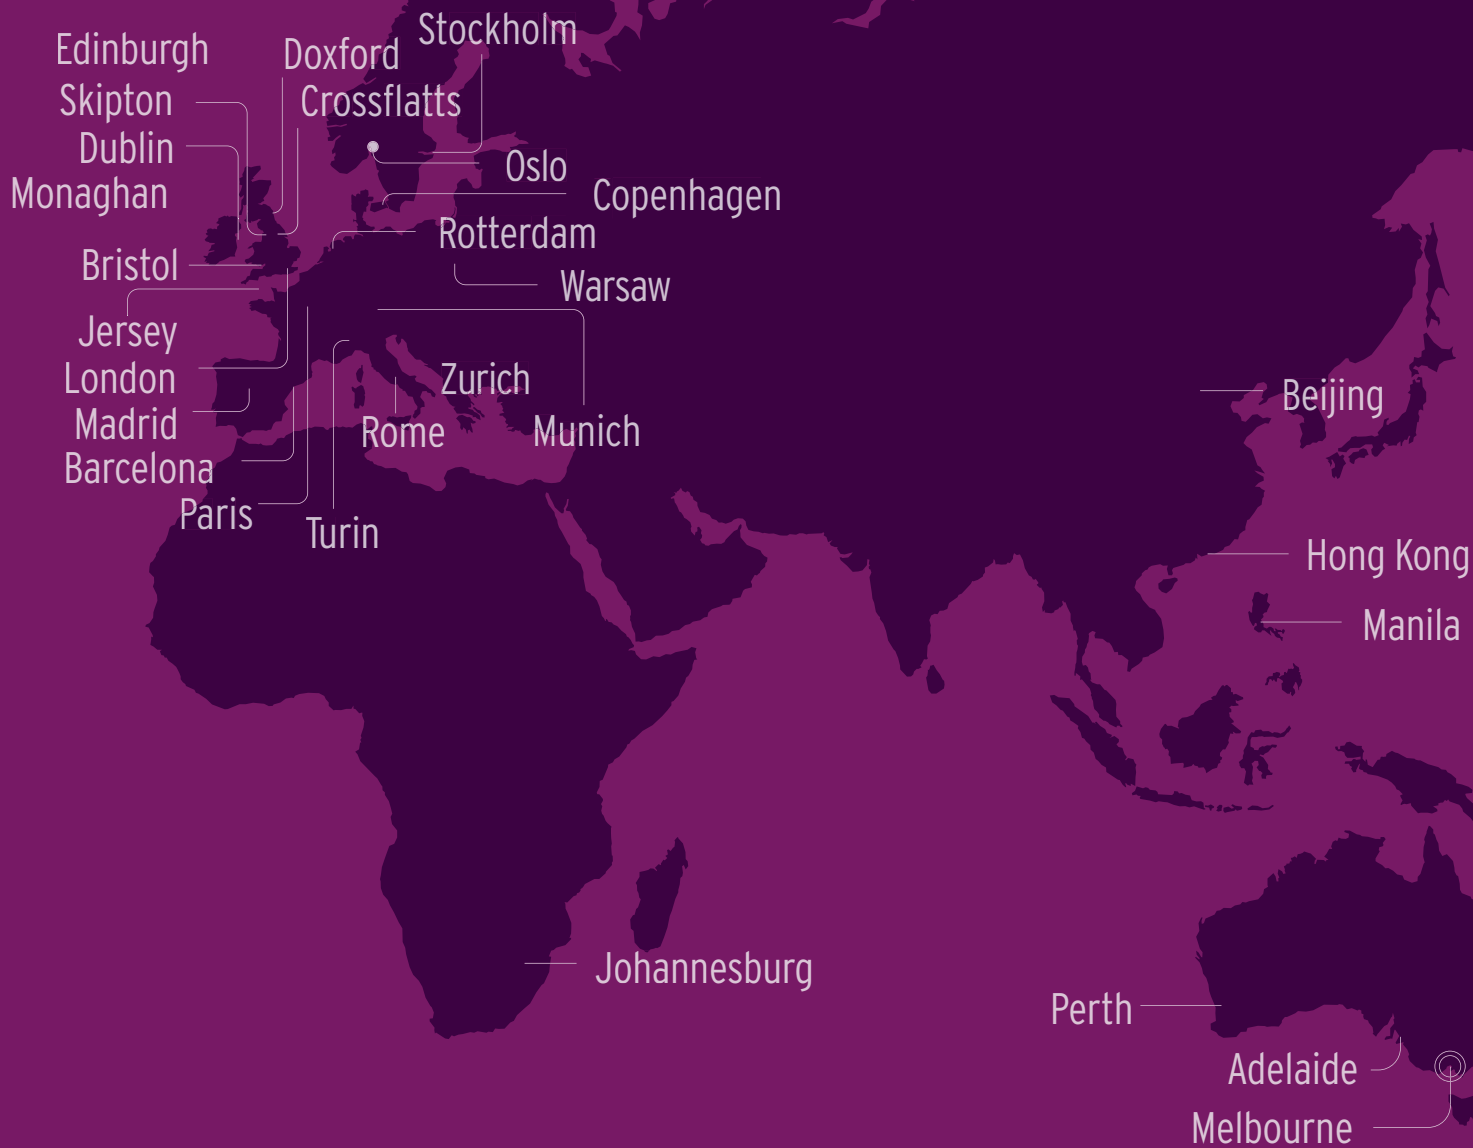 Stockholm
Edinburgh
Doxford
Skipton
Crossflatts
Dublin
Oslo
Monaghan
Copenhagen
Rotterdam
Bristol
Warsaw
Jersey
London
Zurich
Beijing
Madrid
Rome
Munich
Barcelona
Paris
Turin
Hong Kong
Manila
Johannesburg
Perth
Adelaide
Melbourne